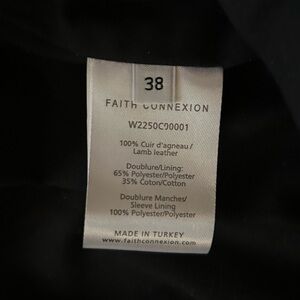 38
FAITH CONNEXION
W2250C00001
100% Cuir d'agneau/
Lamb leather
Doublure/Lining:
65% Polyester/Polyester
35% Coton/Cotton
Doublure Manches/
Sleeve Lining
100% Polyester/Polyester
MADE IN TURKEY
www.faithconnexion.com